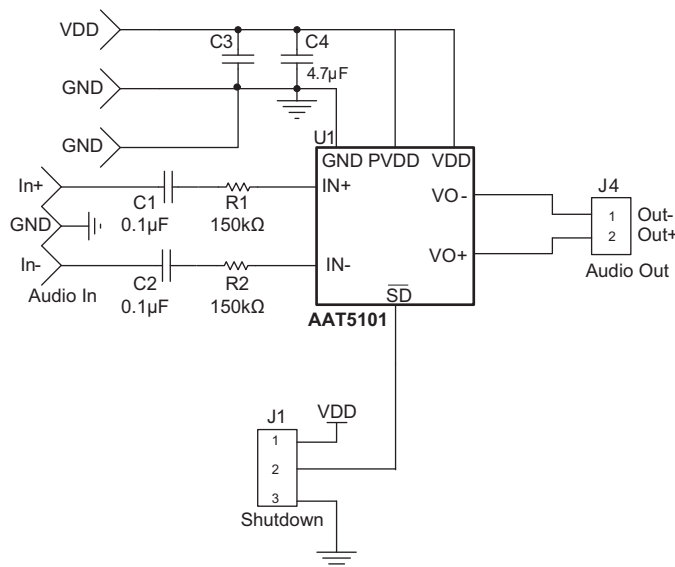 VDD
C3
C4
4.7µF
GND
GND
U1
GND PVDD VDD
In+
C1
0.1µF
R1
150kΩ
IN+
GND
In-
Audio In
C2
0.1µF
R2
150kΩ
IN-
VO-
VO+
SD
AAT5101
J4
1
2
Out-
Out+
Audio Out
J1
VDD
1
2
3
Shutdown